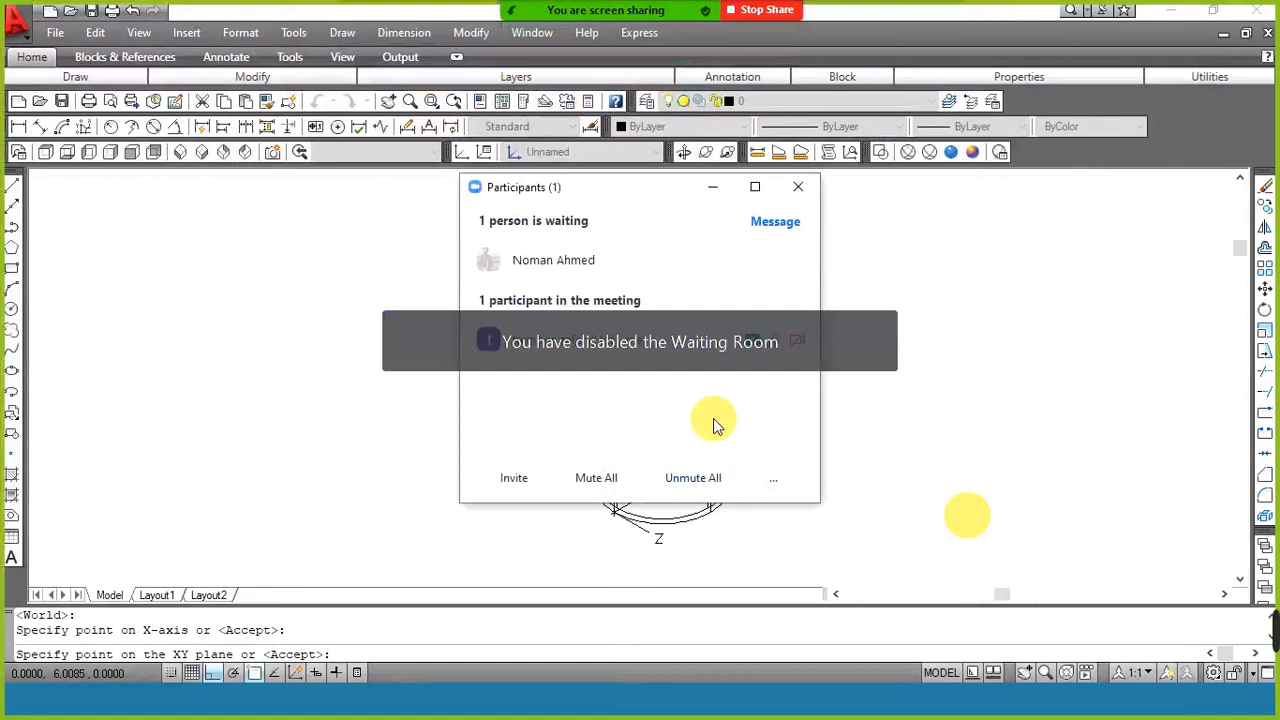 You are screen sharing
Stop Share
File Edit View Insert Format Tools Draw Dimension Modify Window Help Express
Home Blocks & References Annotate Tools View Output
Draw Modify Layers Annotation Block Properties Utilities
0
Standard ByLayer ByLayer ByLayer ByColor
Unnamed
Participants (1)
1 person is waiting Message
Noman Ahmed
1 participant in the meeting
t
You have disabled the Waiting Room
Invite Mute All Unmute All ...
Z
Model Layout1 Layout2
<World>:
Specify point on X-axis or <Accept>:
Specify point on the XY plane or <Accept>:
0.0000, 6.0085, 0.0000 MODEL 1:1
A